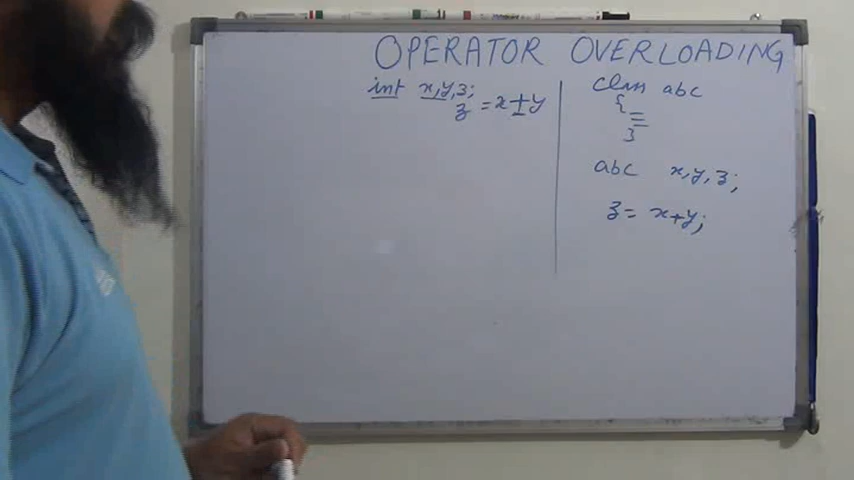 OPERATOR OVERLOADING
int x,y,z;
z = x+y
class abc
{
}
abc x,y,z;
z = x+y;